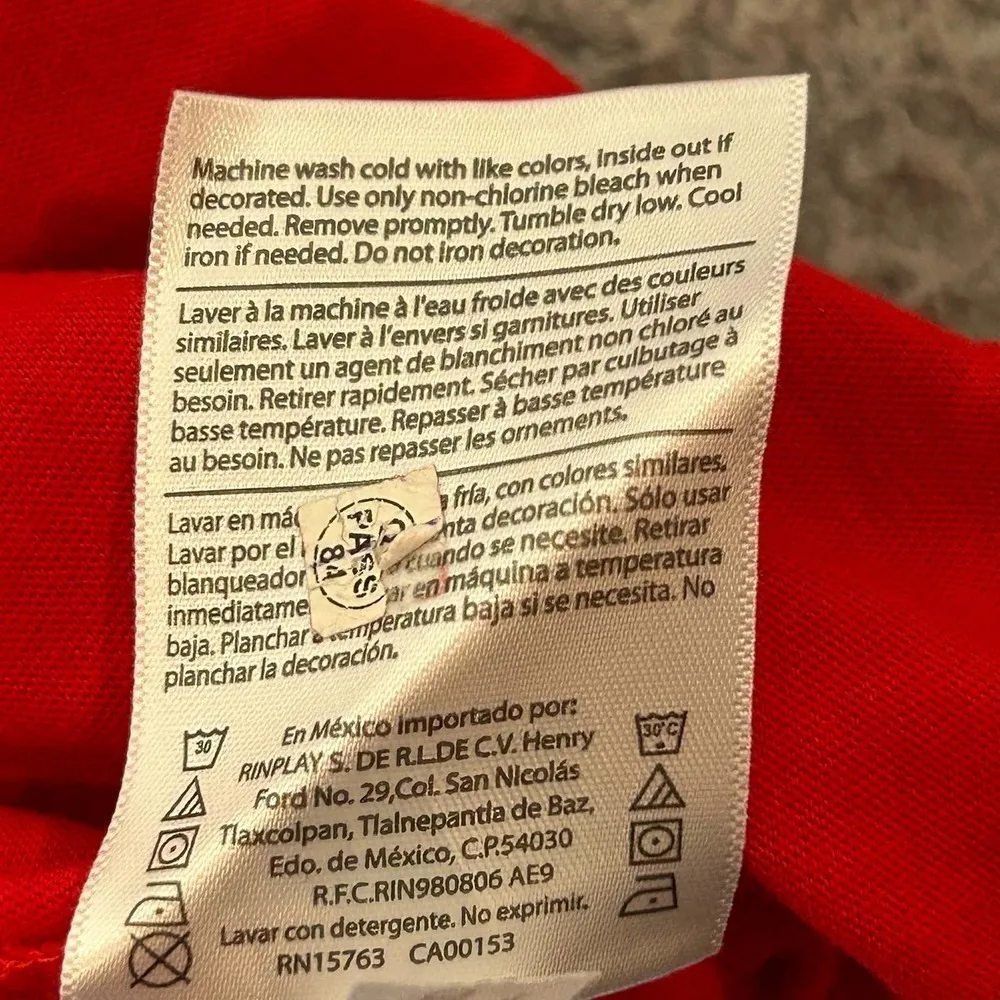 Machine wash cold with like colors, inside out if
decorated. Use only non-chlorine bleach when
needed. Remove promptly. Tumble dry low. Cool
iron if needed. Do not iron decoration.
Laver à la machine à l'eau froide avec des couleurs
similaires. Laver à l'envers si garnitures. Utiliser
seulement un agent de blanchiment non chloré au
besoin. Retirer rapidement. Sécher par culbutage à
basse température. Repasser à basse température
au besoin. Ne pas repasser les ornements.
Lavar en fría, con colores similares.
Lavar por el decoración. Sólo usar
blanqueador cuando se necesite. Retirar
en máquina a temperatura
baja. Planchar a temperatura baja si se necesita. No
planchar la decoración.
PASS
84
En México importado por:
RINPLAY S. DE R.L.DE C.V. Henry
Ford No. 29,Col. San Nicolás
Tlaxcolpan, Tlalnepantla de Baz,
Edo. de México, C.P.54030
R.F.C.RIN980806 AE9
Lavar con detergente. No exprimir.
RN15763 CA00153
30
30°C